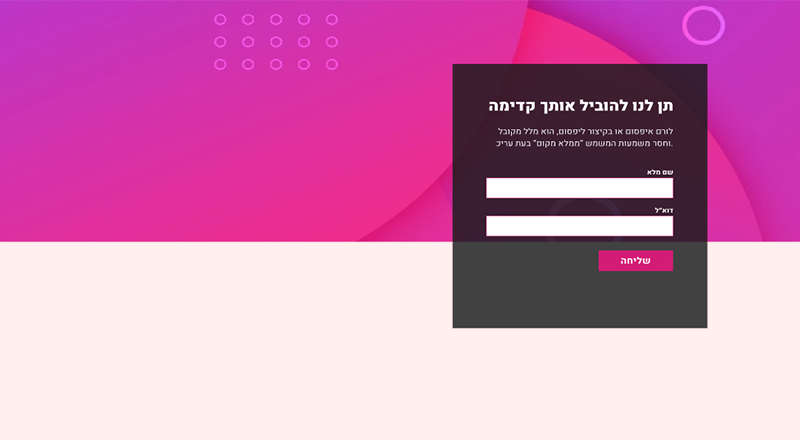 תן לנו להוביל אותך קדימה
לורם איפסום או בקיצור ליפסום, הוא מלל מקובל
וחסר משמעות המשמש "ממלא מקום" בעת עריכ.
שם מלא
דוא"ל
שליחה